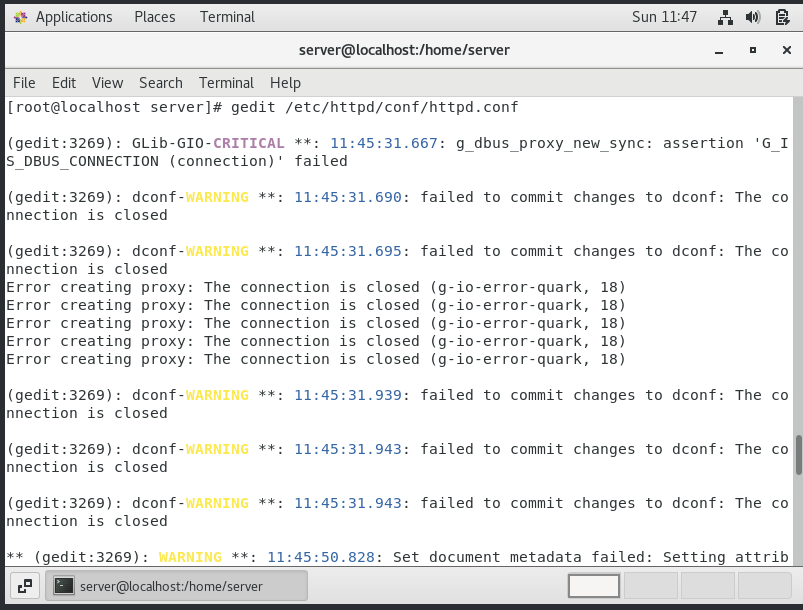 Applications Places Terminal Sun 11:47
server@localhost:/home/server
File Edit View Search Terminal Help
[root@localhost server]# gedit /etc/httpd/conf/httpd.conf
(gedit:3269): GLib-GIO-CRITICAL **: 11:45:31.667: g_dbus_proxy_new_sync: assertion 'G_I
S_DBUS_CONNECTION (connection)' failed
(gedit:3269): dconf-WARNING **: 11:45:31.690: failed to commit changes to dconf: The co
nnection is closed
(gedit:3269): dconf-WARNING **: 11:45:31.695: failed to commit changes to dconf: The co
nnection is closed
Error creating proxy: The connection is closed (g-io-error-quark, 18)
Error creating proxy: The connection is closed (g-io-error-quark, 18)
Error creating proxy: The connection is closed (g-io-error-quark, 18)
Error creating proxy: The connection is closed (g-io-error-quark, 18)
Error creating proxy: The connection is closed (g-io-error-quark, 18)
(gedit:3269): dconf-WARNING **: 11:45:31.939: failed to commit changes to dconf: The co
nnection is closed
(gedit:3269): dconf-WARNING **: 11:45:31.943: failed to commit changes to dconf: The co
nnection is closed
(gedit:3269): dconf-WARNING **: 11:45:31.943: failed to commit changes to dconf: The co
nnection is closed
** (gedit:3269): WARNING **: 11:45:50.828: Set document metadata failed: Setting attrib
server@localhost:/home/server